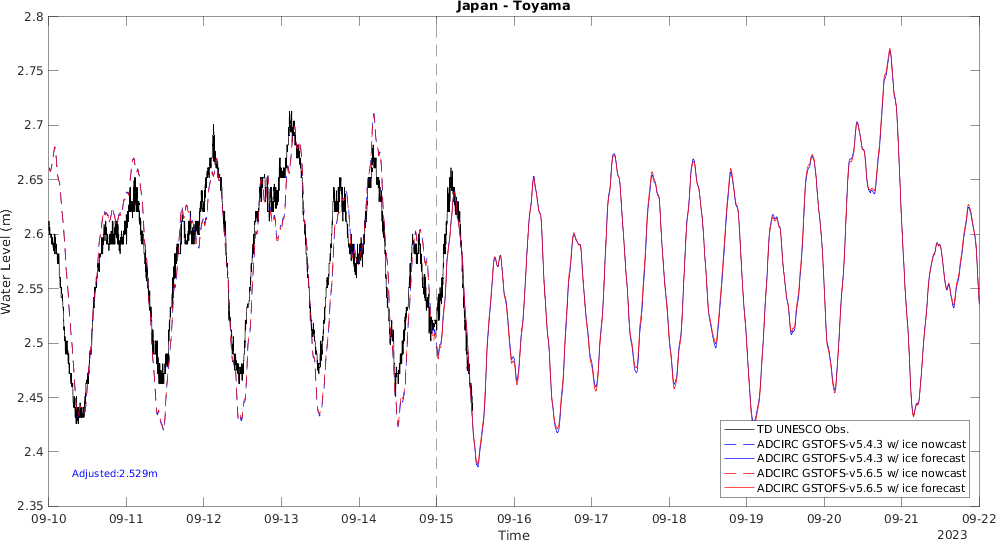 Japan - Toyama
2.8
2.75
2.7
2.65
2.6
2.55
2.5
2.45
2.4
2.35
Water Level (m)
Adjusted:2.529m
TD UNESCO Obs.
ADCIRC GSTOFS-v5.4.3 w/ ice nowcast
ADCIRC GSTOFS-v5.4.3 w/ ice forecast
ADCIRC GSTOFS-v5.6.5 w/ ice nowcast
ADCIRC GSTOFS-v5.6.5 w/ ice forecast
09-10 09-11 09-12 09-13 09-14 09-15 09-16 09-17 09-18 09-19 09-20 09-21 09-22
Time
2023